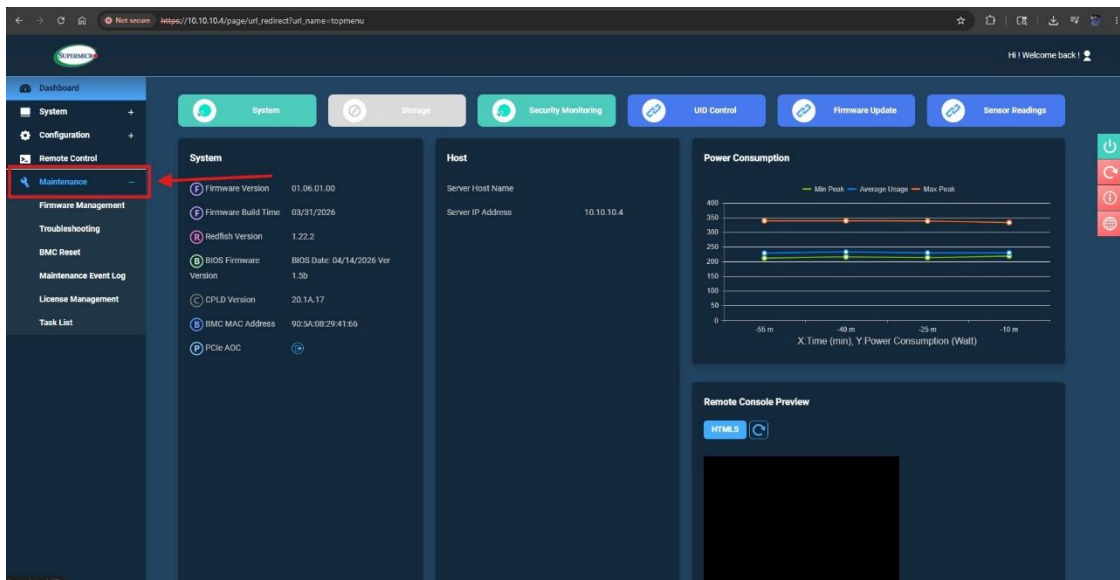 Not secure https://10.10.10.4/page/url_redirect?url_name=topmenu
SUPERMICR
Hi ! Welcome back !
Dashboard
System +
Configuration +
Remote Control
Maintenance −
Firmware Management
Troubleshooting
BMC Reset
Maintenance Event Log
License Management
Task List
System
Storage
Security Monitoring
UID Control
Firmware Update
Sensor Readings
System
F Firmware Version 01.06.01.00
F Firmware Build Time 03/31/2026
R Redfish Version 1.22.2
B BIOS Firmware Version BIOS Date: 04/14/2026 Ver 1.5b
C CPLD Version 20.1A.17
B BMC MAC Address 90:5A:08:29:41:66
P PCIe AOC
Host
Server Host Name
Server IP Address 10.10.10.4
Power Consumption
Min Peak Average Usage Max Peak
400
350
300
250
200
150
100
50
0
-55 m -40 m -25 m -10 m
X:Time (min), Y:Power Consumption (Watt)
Remote Console Preview
HTML5